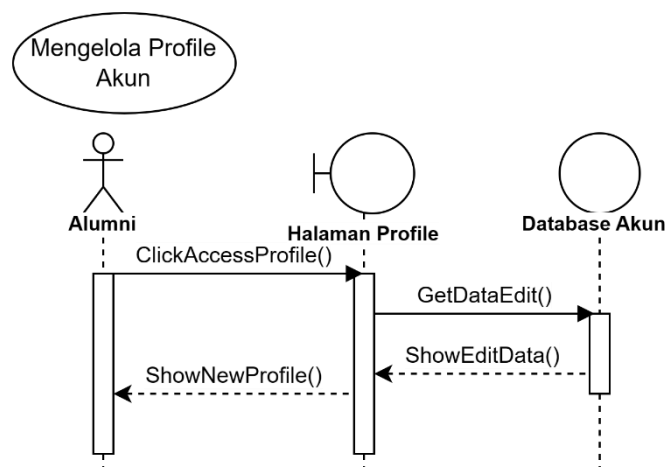 Mengelola Profile
Akun
Alumni
Halaman Profile
Database Akun
ClickAccessProfile()
GetDataEdit()
ShowEditData()
ShowNewProfile()